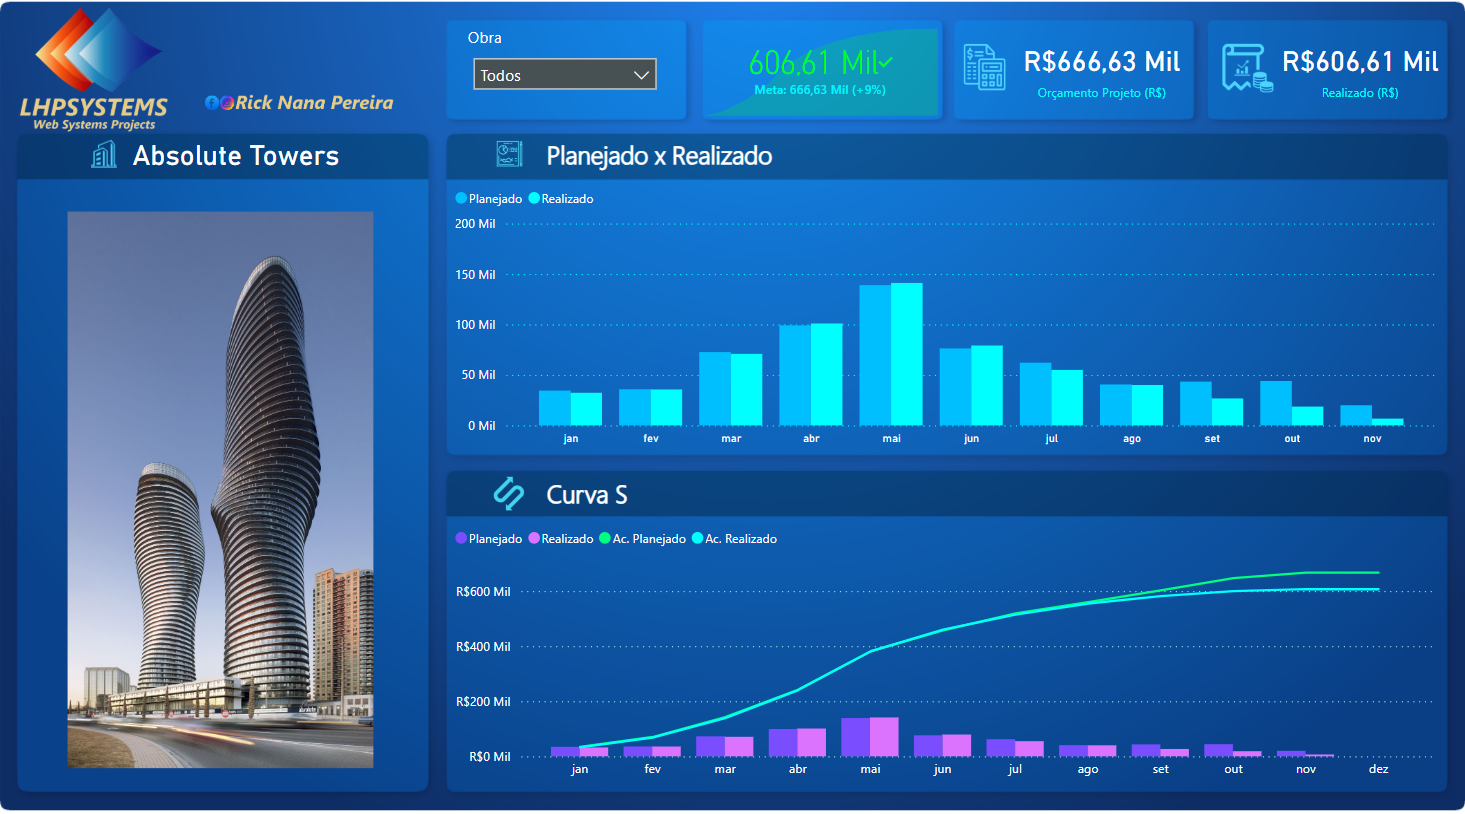 LHPSYSTEMS
Web Systems Projects
Rick Nana Pereira
Obra
Todos
606,61 Mil
Meta: 666,63 Mil (+9%)
R$666,63 Mil
Orçamento Projeto (R$)
R$606,61 Mil
Realizado (R$)
Absolute Towers
Planejado x Realizado
Planejado Realizado
200 Mil
150 Mil
100 Mil
50 Mil
0 Mil
jan fev mar abr mai jun jul ago set out nov
Curva S
Planejado Realizado Ac. Planejado Ac. Realizado
R$600 Mil
R$400 Mil
R$200 Mil
R$0 Mil
jan fev mar abr mai jun jul ago set out nov dez